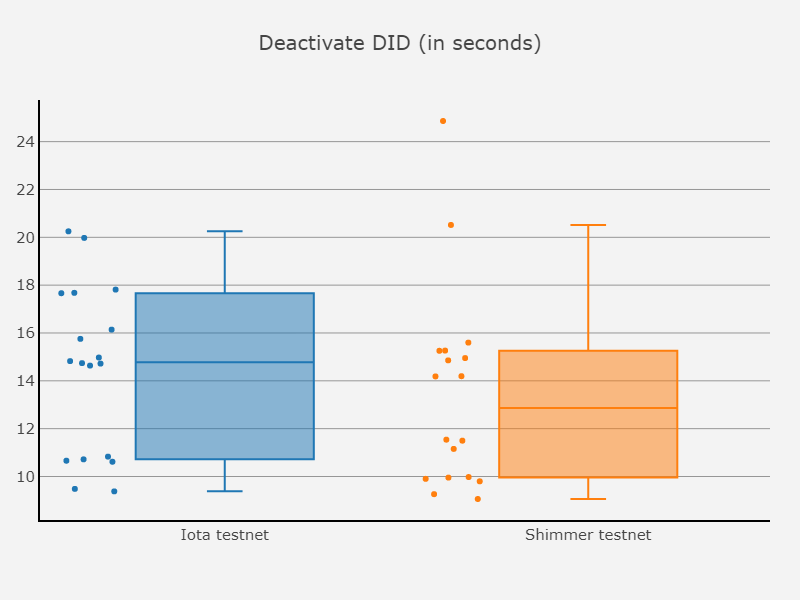 Deactivate DID (in seconds)
24
22
20
18
16
14
12
10
Iota testnet
Shimmer testnet